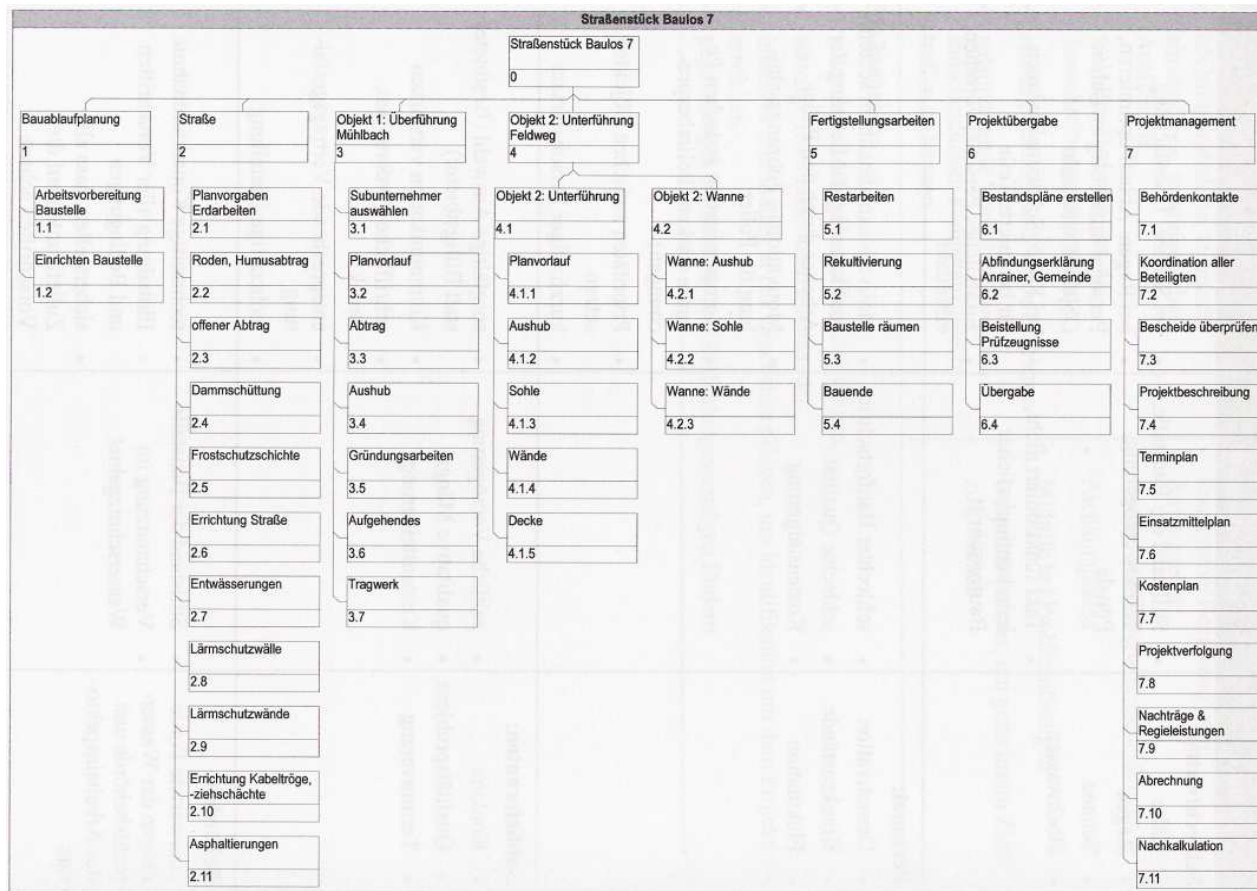 Straßenstück Baulos 7
Straßenstück Baulos 7
0
Bauablaufplanung
1
Arbeitsvorbereitung
Baustelle
1.1
Einrichten Baustelle
1.2
Straße
2
Planvorgaben
Erdarbeiten
2.1
Roden, Humusabtrag
2.2
offener Abtrag
2.3
Dammschüttung
2.4
Frostschutzschichte
2.5
Errichtung Straße
2.6
Entwässerungen
2.7
Lärmschutzwälle
2.8
Lärmschutzwände
2.9
Errichtung Kabeltröge,
-ziehschächte
2.10
Asphaltierungen
2.11
Objekt 1: Überführung
Mühlbach
3
Subunternehmer
auswählen
3.1
Planvorlauf
3.2
Abtrag
3.3
Aushub
3.4
Gründungsarbeiten
3.5
Aufgehendes
3.6
Tragwerk
3.7
Objekt 2: Unterführung
Feldweg
4
Objekt 2: Unterführung
4.1
Planvorlauf
4.1.1
Aushub
4.1.2
Sohle
4.1.3
Wände
4.1.4
Decke
4.1.5
Objekt 2: Wanne
4.2
Wanne: Aushub
4.2.1
Wanne: Sohle
4.2.2
Wanne: Wände
4.2.3
Fertigstellungsarbeiten
5
Restarbeiten
5.1
Rekultivierung
5.2
Baustelle räumen
5.3
Bauende
5.4
Projektübergabe
6
Bestandspläne erstellen
6.1
Abfindungserklärung
Anrainer, Gemeinde
6.2
Beistellung
Prüfzeugnisse
6.3
Übergabe
6.4
Projektmanagement
7
Behördenkontakte
7.1
Koordination aller
Beteiligten
7.2
Bescheide überprüfen
7.3
Projektbeschreibung
7.4
Terminplan
7.5
Einsatzmittelplan
7.6
Kostenplan
7.7
Projektverfolgung
7.8
Nachträge &
Regieleistungen
7.9
Abrechnung
7.10
Nachkalkulation
7.11